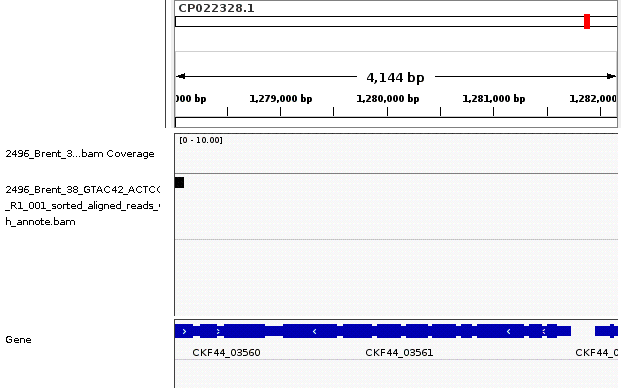 CP022328.1
4,144 bp
000 bp 1,279,000 bp 1,280,000 bp 1,281,000 bp 1,282,000
[0 - 10.00]
2496_Brent_3...bam Coverage
2496_Brent_38_GTAC42_ACTCC
_R1_001_sorted_aligned_reads_
h_annote.bam
Gene
CKF44_03560 CKF44_03561 CKF44_0